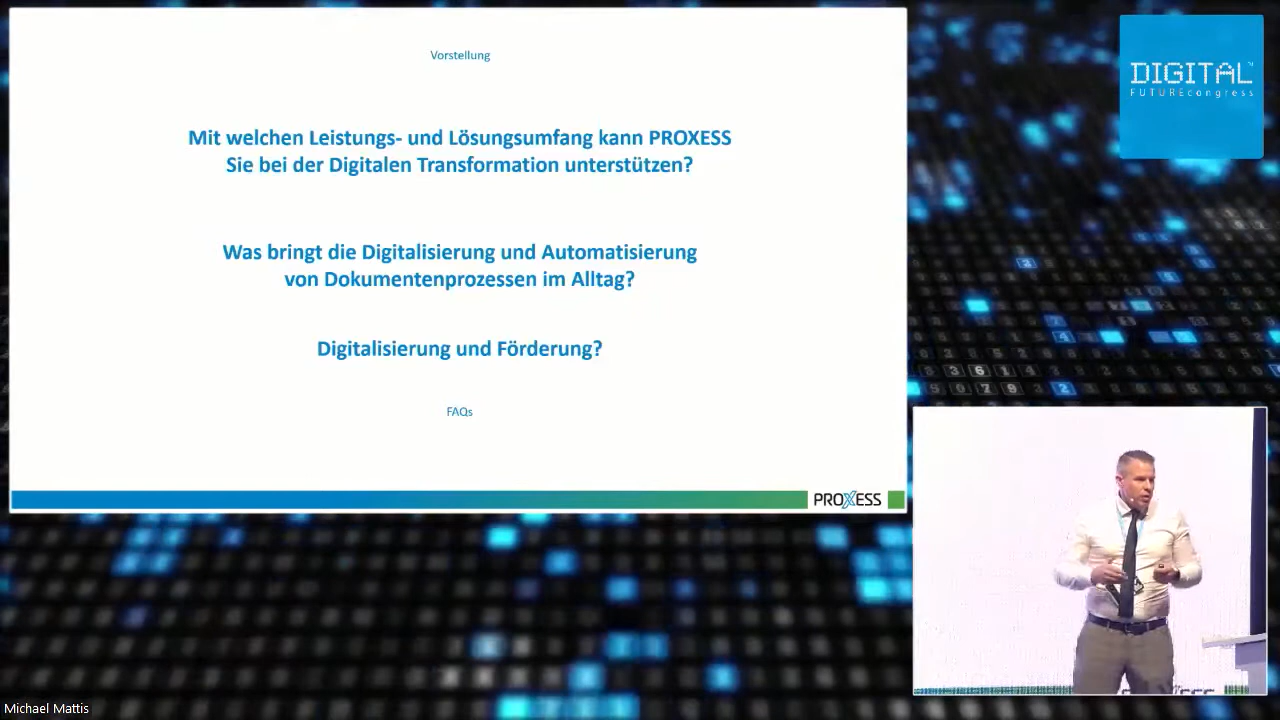 Vorstellung
Mit welchen Leistungs- und Lösungsumfang kann PROXESS
Sie bei der Digitalen Transformation unterstützen?
Was bringt die Digitalisierung und Automatisierung
von Dokumentenprozessen im Alltag?
Digitalisierung und Förderung?
FAQs
PROXESS
DIGITAL
FUTUREcongress
Michael Mattis